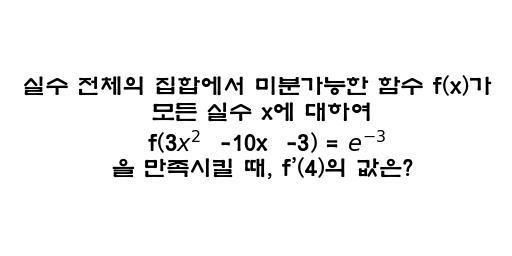 실수 전체의 집합에서 미분가능한 함수 f(x)가
모든 실수 x에 대하여
f(3x² -10x -3) = e⁻³
을 만족시킬 때, f'(4)의 값은?